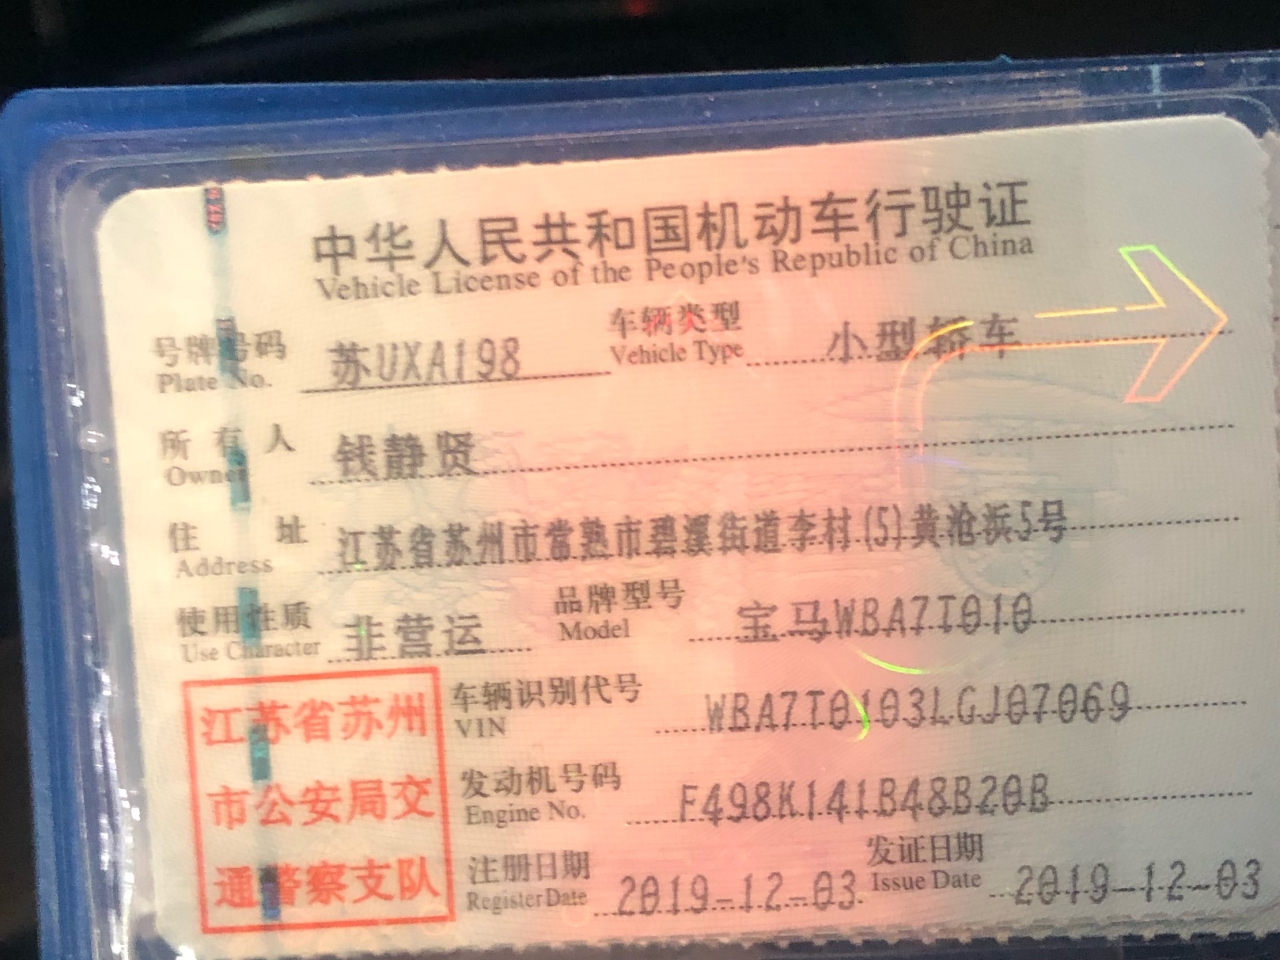 中华人民共和国机动车行驶证
Vehicle License of the People's Republic of China
号牌号码 苏UXA198 车辆类型 小型轿车
Plate No. Vehicle Type
所有人 钱静贤
Owner
住址 江苏省苏州市常熟市碧溪街道李村(5)黄沧浜5号
Address
使用性质 非营运 品牌型号 宝马WBA7T010
Use Character Model
江苏省苏州
市公安局交
通警察支队
车辆识别代号 WBA7T0103LGJ07069
VIN
发动机号码 F498K141B48B20B
Engine No.
注册日期 2019-12-03 发证日期 2019-12-03
Register Date Issue Date